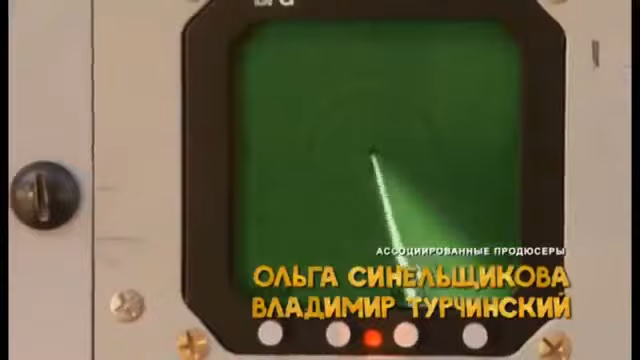 АССОЦИИРОВАННЫЕ ПРОДЮСЕРЫ
ОЛЬГА СИНЕЛЬЩИКОВА
ВЛАДИМИР ТУРЧИНСКИЙ